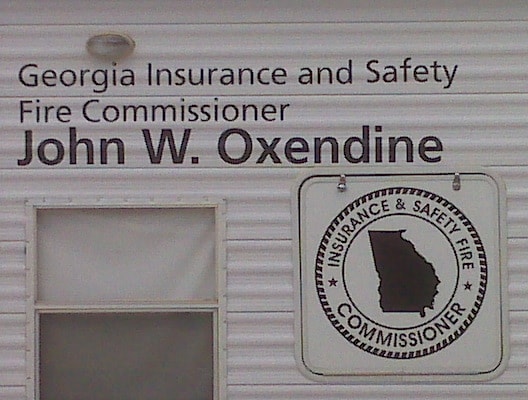 Georgia Insurance and Safety
Fire Commissioner
John W. Oxendine
INSURANCE & SAFETY FIRE
COMMISSIONER